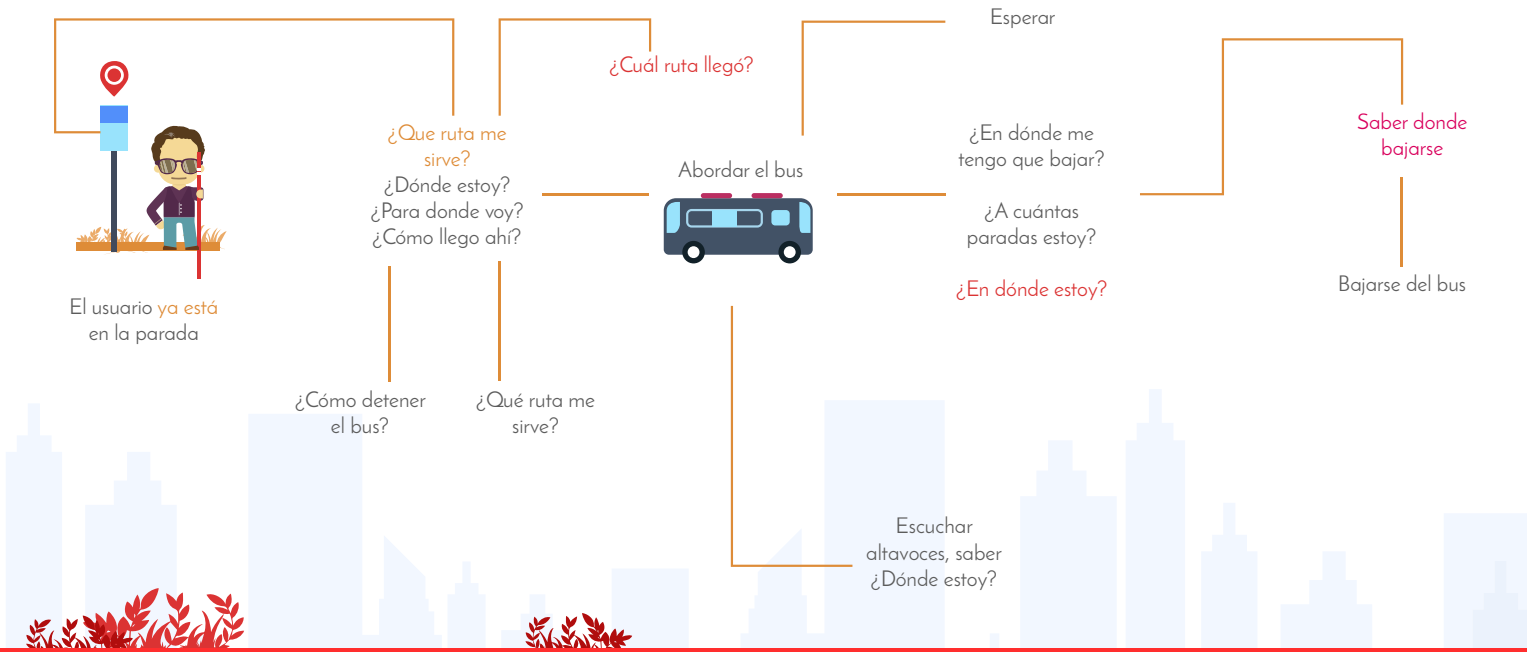 Esperar
¿Cuál ruta llegó?
¿Que ruta me
sirve?
¿Dónde estoy?
¿Para donde voy?
¿Cómo llego ahí?
Abordar el bus
¿En dónde me
tengo que bajar?
¿A cuántas
paradas estoy?
¿En dónde estoy?
Saber donde
bajarse
Bajarse del bus
El usuario ya está
en la parada
¿Cómo detener
el bus?
¿Qué ruta me
sirve?
Escuchar
altavoces, saber
¿Dónde estoy?